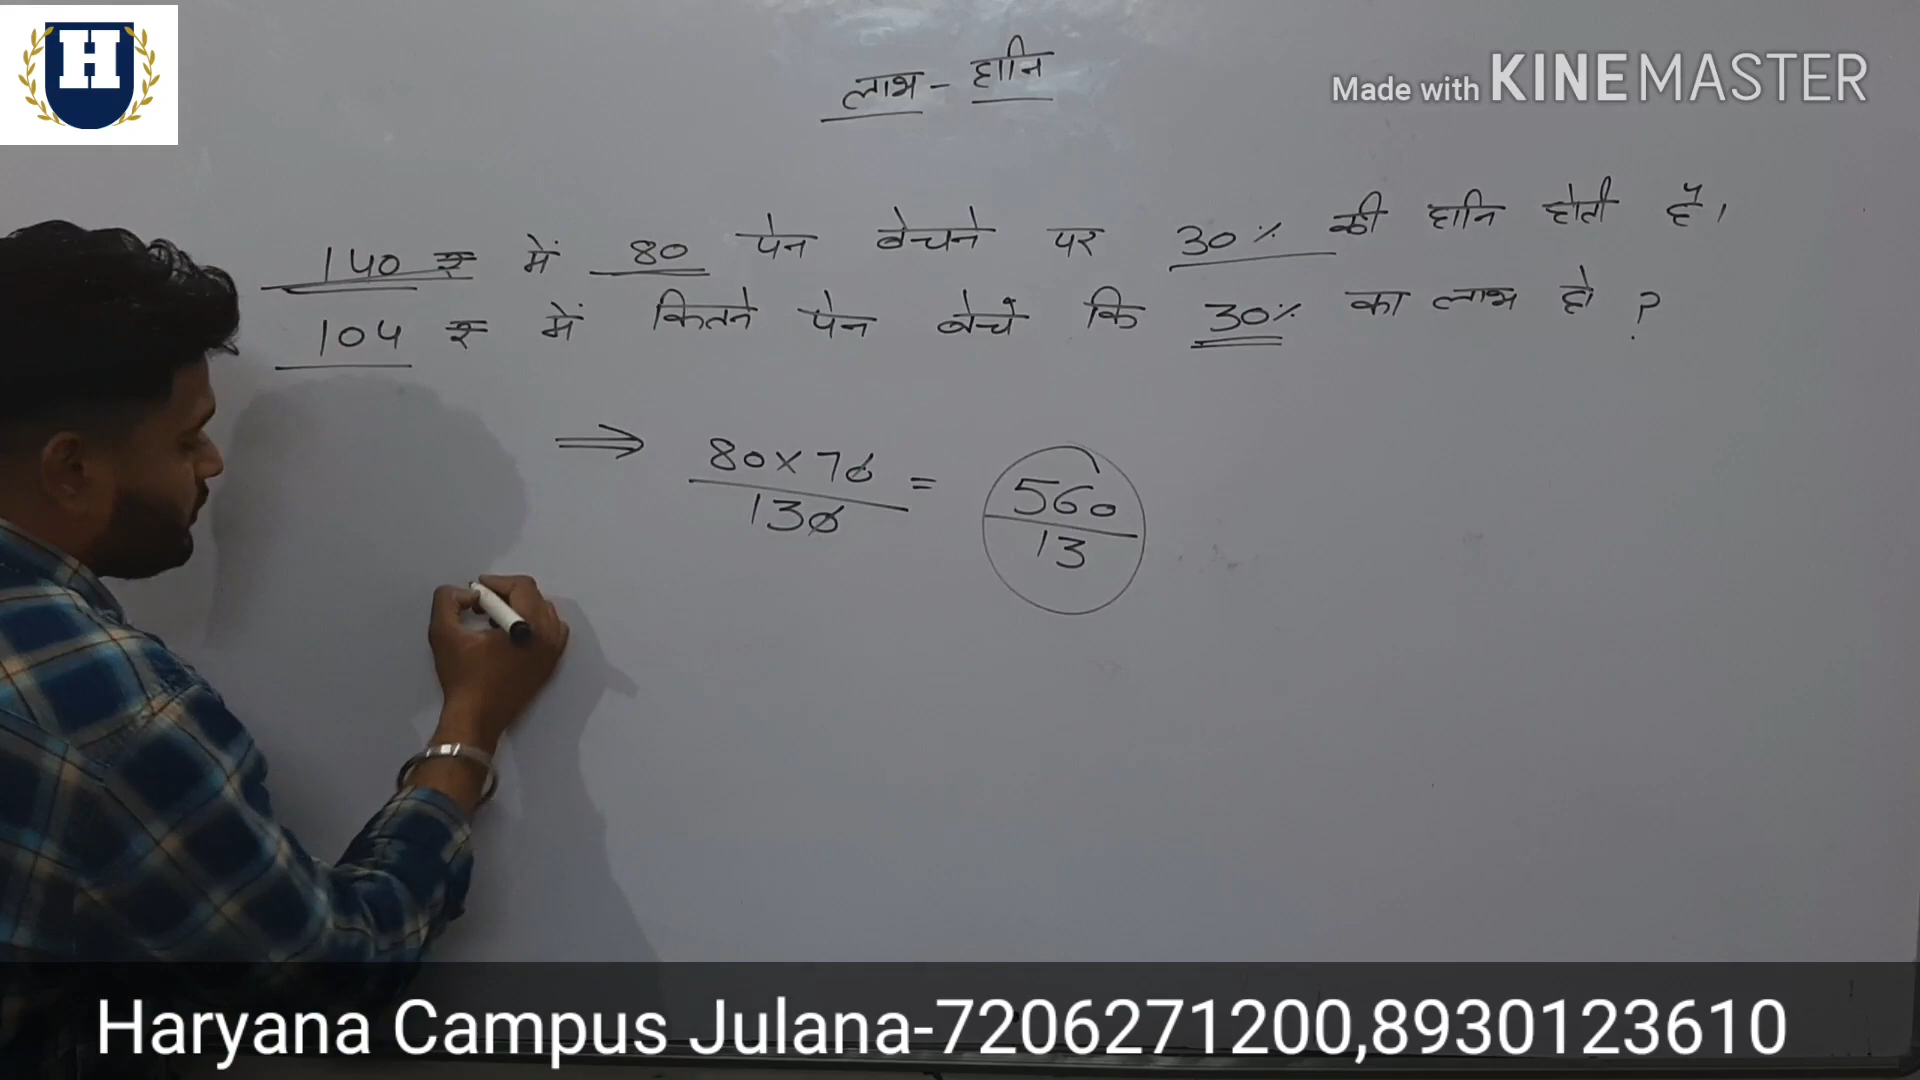 H
Made with KINEMASTER
लाभ - हानि
140 रु में 80 पेन बेचने पर 30% की हानि होती है।
104 रु में कितने पेन बेचें कि 30% का लाभ हो ?
⇒ 80 × 70 / 130 = 560 / 13
Haryana Campus Julana-7206271200,8930123610